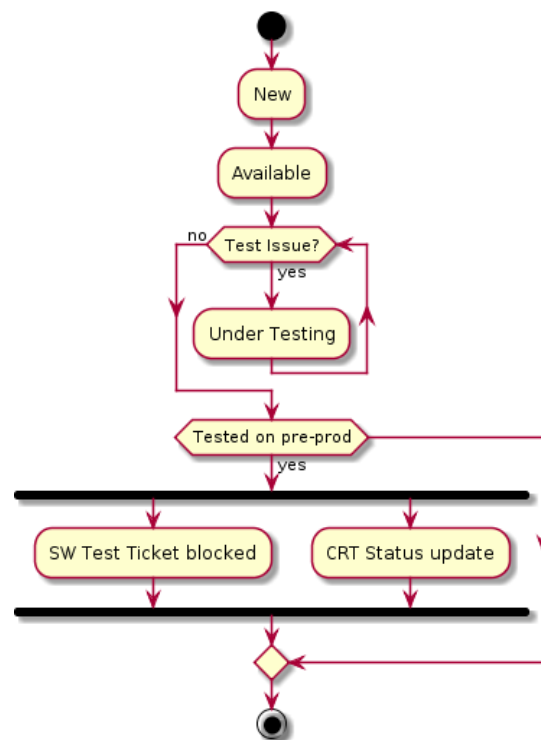 New
Available
no
Test Issue?
yes
Under Testing
Tested on pre-prod
yes
SW Test Ticket blocked
CRT Status update